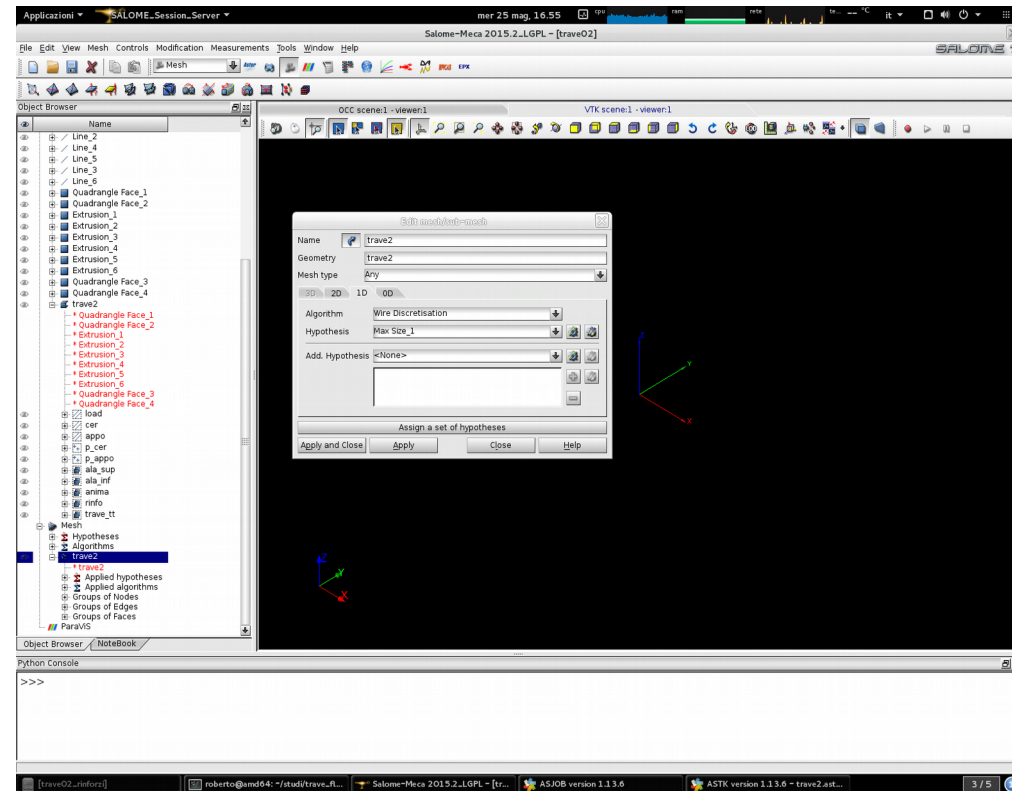 Applicazioni SALOME_Session_Server mer 25 mag, 16.55 cpu ram rete te... -- °C it
Salome-Meca 2015.2_LGPL - [trave02]
File Edit View Mesh Controls Modification Measurements Tools Window Help SALOME
Mesh EPX
Object Browser
OCC scene:1 - viewer:1 VTK scene:1 - viewer:1
Name
Line_2
Line_4
Line_5
Line_3
Line_6
Quadrangle Face_1
Quadrangle Face_2
Extrusion_1
Extrusion_2
Extrusion_3
Extrusion_4
Extrusion_5
Extrusion_6
Quadrangle Face_3
Quadrangle Face_4
trave2
* Quadrangle Face_1
* Quadrangle Face_2
* Extrusion_1
* Extrusion_2
* Extrusion_3
* Extrusion_4
* Extrusion_5
* Extrusion_6
* Quadrangle Face_3
* Quadrangle Face_4
load
cer
appo
p_cer
p_appo
ala_sup
ala_inf
anima
rinfo
trave_tt
Mesh
Hypotheses
Algorithms
trave2
* trave2
Applied hypotheses
Applied algorithms
Groups of Nodes
Groups of Edges
Groups of Faces
ParaViS
Object Browser NoteBook
Edit mesh/sub-mesh
Name trave2
Geometry trave2
Mesh type Any
3D 2D 1D 0D
Algorithm Wire Discretisation
Hypothesis Max Size_1
Add. Hypothesis <None>
Assign a set of hypotheses
Apply and Close Apply Close Help
Z
Y
X
Z
Y
X
Python Console
>>>
[trave02_rinforzi] roberto@amd64: ~/studi/trave_fl... Salome-Meca 2015.2_LGPL - [tr... ASJOB version 1.13.6 ASTK version 1.13.6 - trave2.ast... 3 / 5